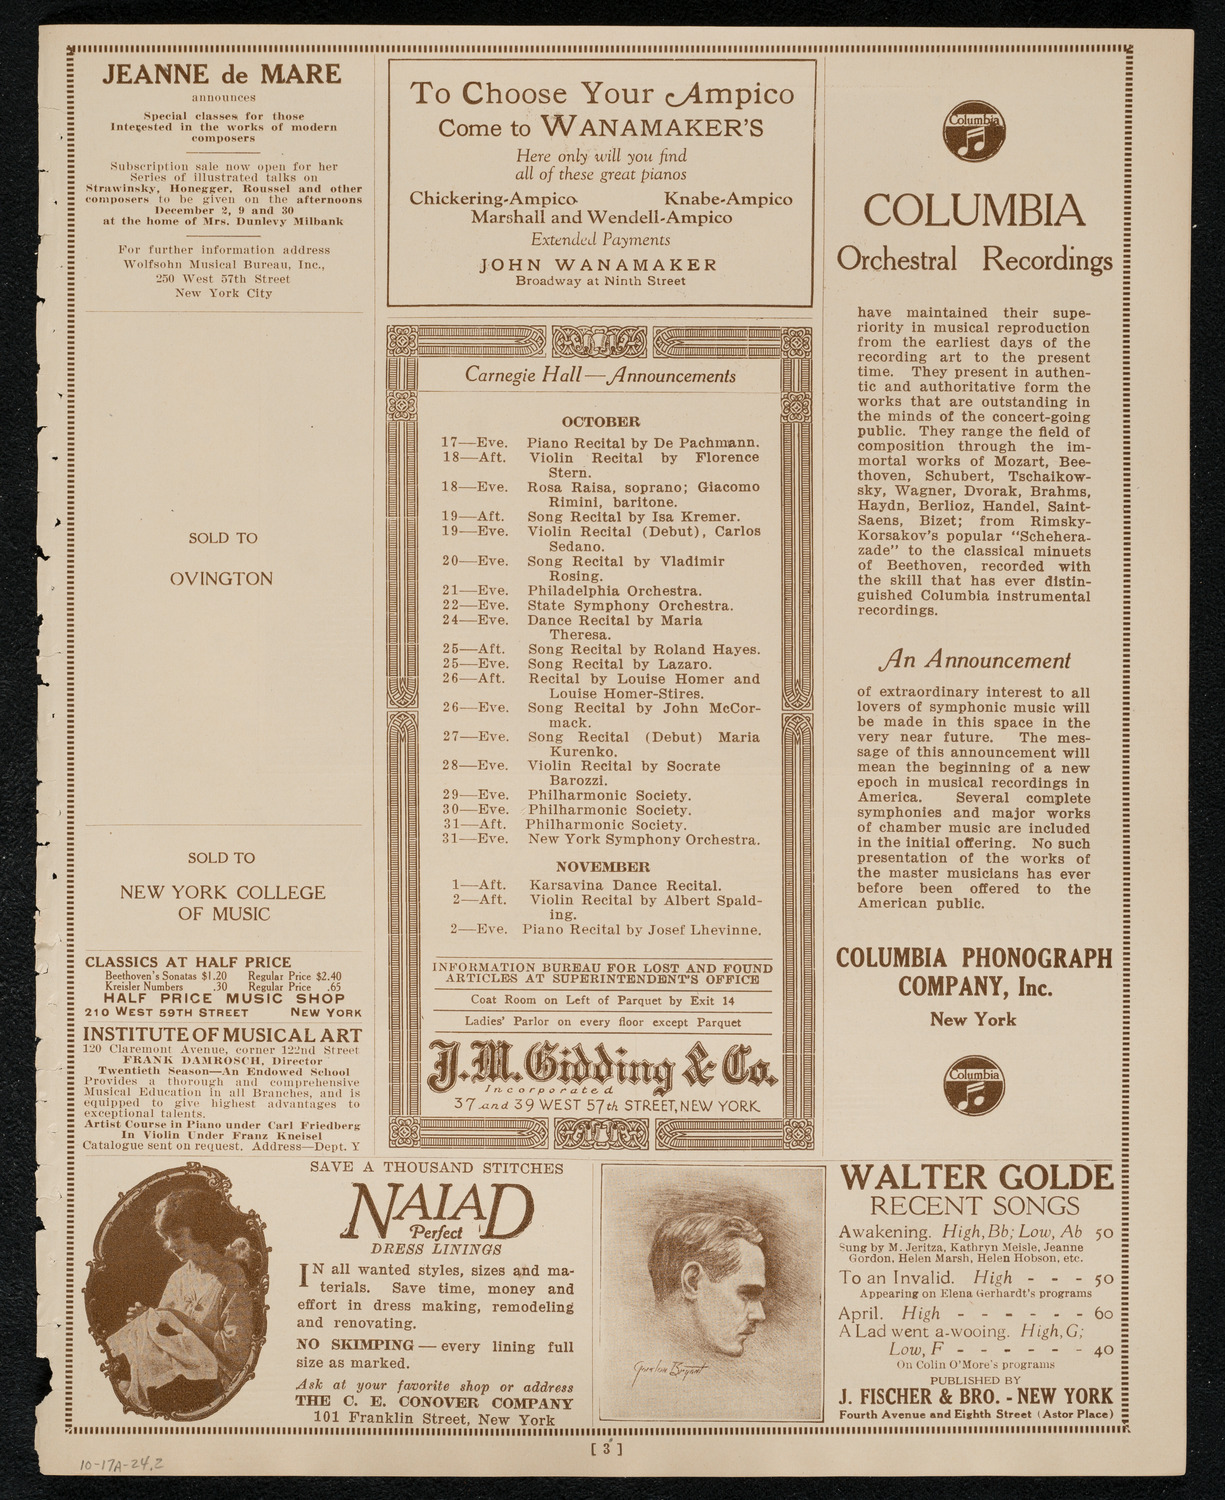 JEANNE de MARE
announces
Special classes for those
Interested in the works of modern
composers
Subscription sale now open for her
Series of illustrated talks on
Strawinsky, Honegger, Roussel and other
composers to be given on the afternoons
December 2, 9 and 30
at the home of Mrs. Dunlevy Milbank
For further information address
Wolfsohn Musical Bureau, Inc.,
250 West 57th Street
New York City
SOLD TO
OVINGTON
SOLD TO
NEW YORK COLLEGE
OF MUSIC
CLASSICS AT HALF PRICE
Beethoven's Sonatas $1.20 Regular Price $2.40
Kreisler Numbers .30 Regular Price .65
HALF PRICE MUSIC SHOP
210 WEST 59TH STREET NEW YORK
INSTITUTE OF MUSICAL ART
120 Claremont Avenue, corner 122nd Street
FRANK DAMROSCH, Director
Twentieth Season—An Endowed School
Provides a thorough and comprehensive
Musical Education in all Branches, and is
equipped to give highest advantages to
exceptional talents.
Artist Course in Piano under Carl Friedberg
In Violin Under Franz Kneisel
Catalogue sent on request. Address—Dept. Y
To Choose Your Ampico
Come to WANAMAKER'S
Here only will you find
all of these great pianos
Chickering-Ampico Knabe-Ampico
Marshall and Wendell-Ampico
Extended Payments
JOHN WANAMAKER
Broadway at Ninth Street
Carnegie Hall—Announcements
OCTOBER
17—Eve. Piano Recital by De Pachmann.
18—Aft. Violin Recital by Florence
Stern.
18—Eve. Rosa Raisa, soprano; Giacomo
Rimini, baritone.
19—Aft. Song Recital by Isa Kremer.
19—Eve. Violin Recital (Debut), Carlos
Sedano.
20—Eve. Song Recital by Vladimir
Rosing.
21—Eve. Philadelphia Orchestra.
22—Eve. State Symphony Orchestra.
24—Eve. Dance Recital by Maria
Theresa.
25—Aft. Song Recital by Roland Hayes.
25—Eve. Song Recital by Lazaro.
26—Aft. Recital by Louise Homer and
Louise Homer-Stires.
26—Eve. Song Recital by John McCor-
mack.
27—Eve. Song Recital (Debut) Maria
Kurenko.
28—Eve. Violin Recital by Socrate
Barozzi.
29—Eve. Philharmonic Society.
30—Eve. Philharmonic Society.
31—Aft. Philharmonic Society.
31—Eve. New York Symphony Orchestra.
NOVEMBER
1—Aft. Karsavina Dance Recital.
2—Aft. Violin Recital by Albert Spald-
ing.
2—Eve. Piano Recital by Josef Lhevinne.
INFORMATION BUREAU FOR LOST AND FOUND
ARTICLES AT SUPERINTENDENT'S OFFICE
Coat Room on Left of Parquet by Exit 14
Ladies' Parlor on every floor except Parquet
J. M. Gidding & Co.
Incorporated
37 and 39 WEST 57th STREET, NEW YORK
Columbia
COLUMBIA
Orchestral Recordings
have maintained their supe-
riority in musical reproduction
from the earliest days of the
recording art to the present
time. They present in authen-
tic and authoritative form the
works that are outstanding in
the minds of the concert-going
public. They range the field of
composition through the im-
mortal works of Mozart, Bee-
thoven, Schubert, Tschaikow-
sky, Wagner, Dvorak, Brahms,
Haydn, Berlioz, Handel, Saint-
Saens, Bizet; from Rimsky-
Korsakov's popular "Schehera-
zade" to the classical minuets
of Beethoven, recorded with
the skill that has ever distin-
guished Columbia instrumental
recordings.
An Announcement
of extraordinary interest to all
lovers of symphonic music will
be made in this space in the
very near future. The mes-
sage of this announcement will
mean the beginning of a new
epoch in musical recordings in
America. Several complete
symphonies and major works
of chamber music are included
in the initial offering. No such
presentation of the works of
the master musicians has ever
before been offered to the
American public.
COLUMBIA PHONOGRAPH
COMPANY, Inc.
New York
Columbia
SAVE A THOUSAND STITCHES
NAIAD
Perfect
DRESS LININGS
IN all wanted styles, sizes and ma-
terials. Save time, money and
effort in dress making, remodeling
and renovating.
NO SKIMPING—every lining full
size as marked.
Ask at your favorite shop or address
THE C. E. CONOVER COMPANY
101 Franklin Street, New York
Gordon Bryant
WALTER GOLDE
RECENT SONGS
Awakening. High, Bb; Low, Ab 50
Sung by M. Jeritza, Kathryn Meisle, Jeanne
Gordon, Helen Marsh, Helen Hobson, etc.
To an Invalid. High - - - 50
Appearing on Elena Gerhardt's programs
April. High - - - - - - 60
A Lad went a-wooing. High, G;
Low, F - - - - - - 40
On Colin O'More's programs
PUBLISHED BY
J. FISCHER & BRO. - NEW YORK
Fourth Avenue and Eighth Street (Astor Place)
[ 3 ]
10-17A-24.2